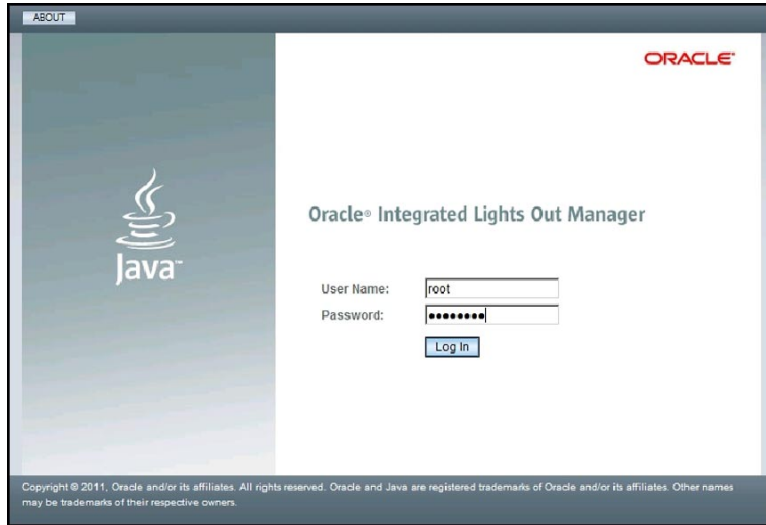 ABOUT
ORACLE®
Java™
Oracle® Integrated Lights Out Manager
User Name: root
Password: ••••••••
Log In
Copyright © 2011, Oracle and/or its affiliates. All rights reserved. Oracle and Java are registered trademarks of Oracle and/or its affiliates. Other names
may be trademarks of their respective owners.